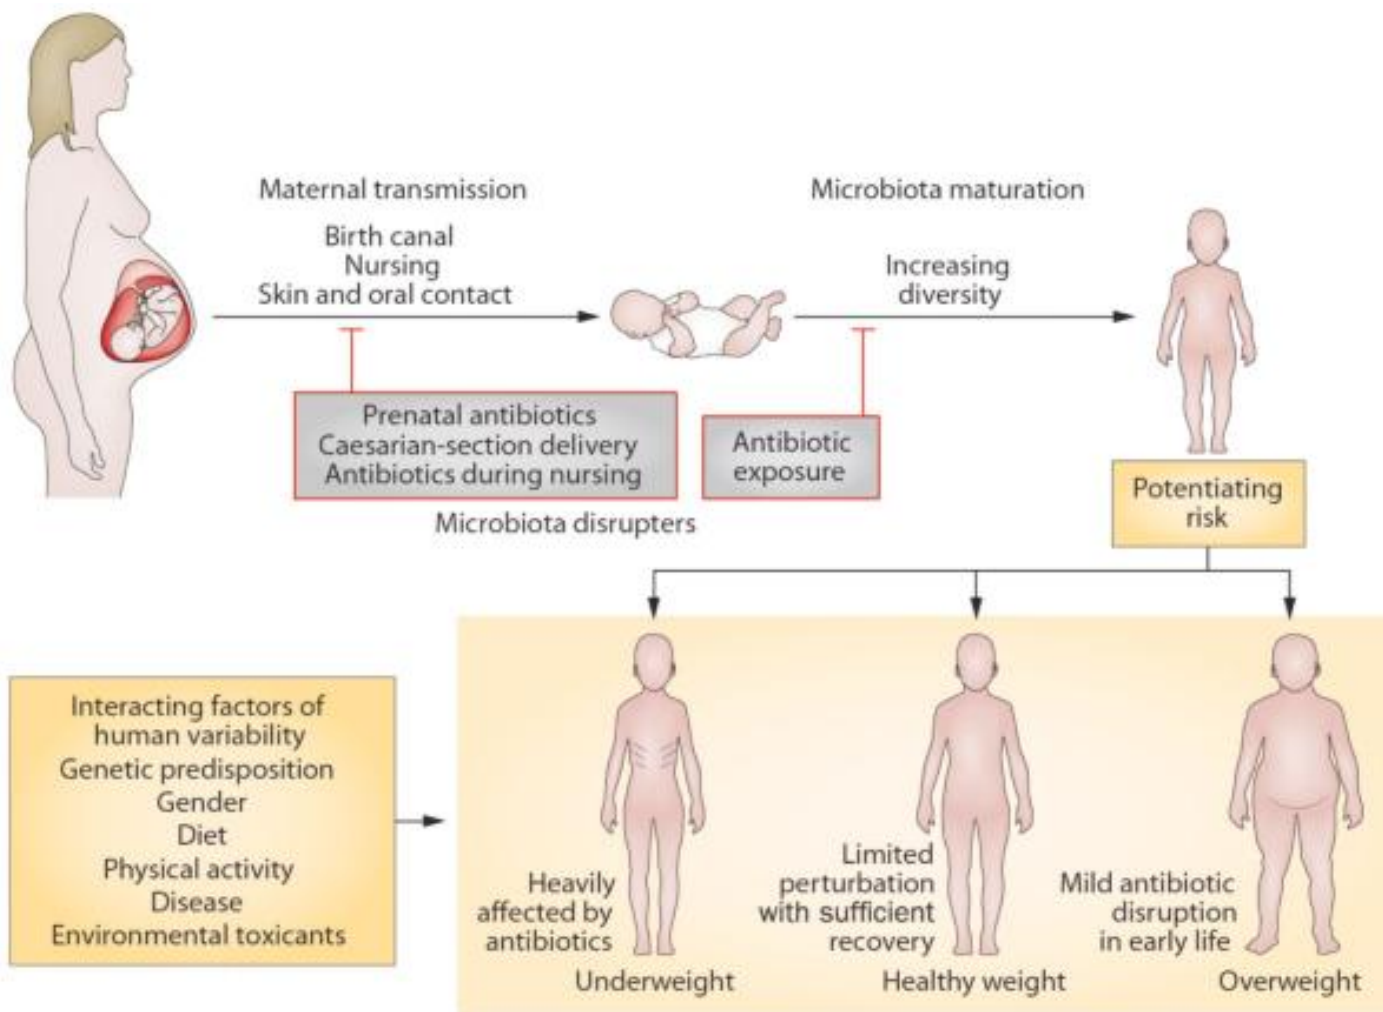 Maternal transmission
Birth canal
Nursing
Skin and oral contact
Microbiota maturation
Increasing
diversity
Prenatal antibiotics
Caesarian-section delivery
Antibiotics during nursing
Antibiotic
exposure
Microbiota disrupters
Potentiating
risk
Interacting factors of
human variability
Genetic predisposition
Gender
Diet
Physical activity
Disease
Environmental toxicants
Heavily
affected by
antibiotics
Underweight
Limited
perturbation
with sufficient
recovery
Healthy weight
Mild antibiotic
disruption
in early life
Overweight